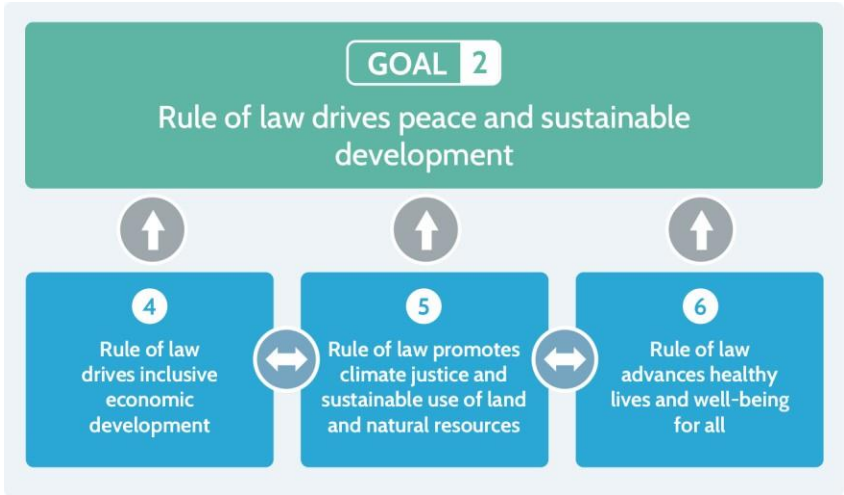 GOAL 2
Rule of law drives peace and sustainable
development
4
Rule of law
drives inclusive
economic
development
5
Rule of law promotes
climate justice and
sustainable use of land
and natural resources
6
Rule of law
advances healthy
lives and well-being
for all